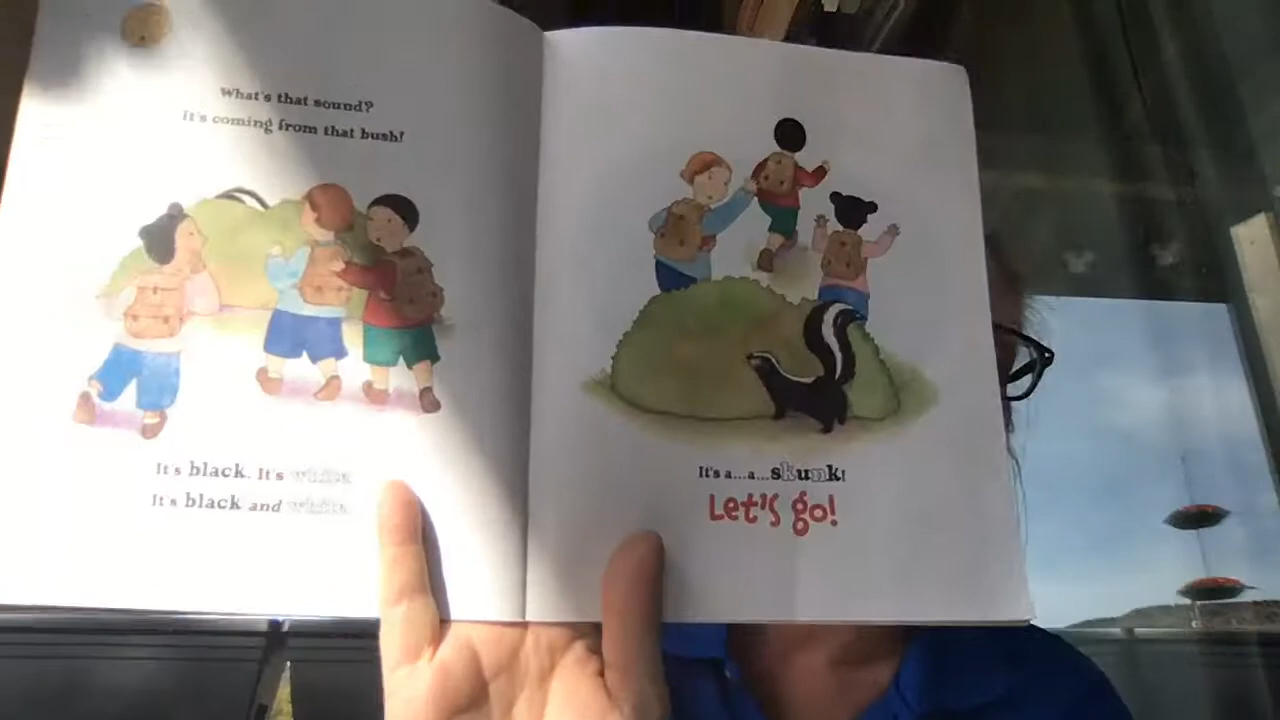 What's that sound?
It's coming from that bush!
It's black. It's white.
It's black and white.
It's a...a...skunk!
Let's go!